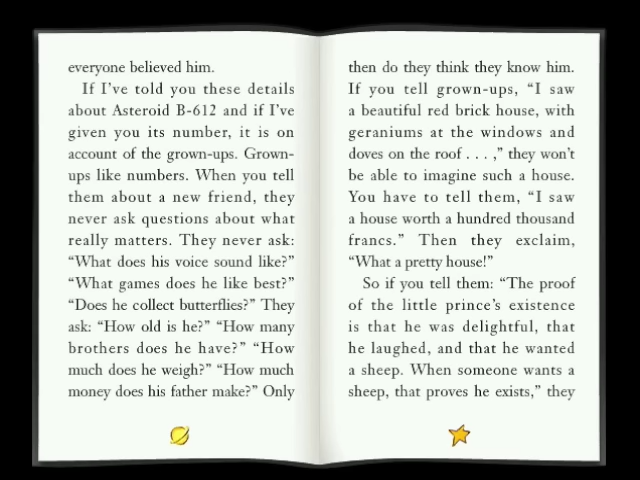 everyone believed him.
If I've told you these details
about Asteroid B-612 and if I've
given you its number, it is on
account of the grown-ups. Grown-
ups like numbers. When you tell
them about a new friend, they
never ask questions about what
really matters. They never ask:
“What does his voice sound like?”
“What games does he like best?”
“Does he collect butterflies?” They
ask: “How old is he?” “How many
brothers does he have?” “How
much does he weigh?” “How much
money does his father make?” Only
then do they think they know him.
If you tell grown-ups, “I saw
a beautiful red brick house, with
geraniums at the windows and
doves on the roof . . . ,” they won't
be able to imagine such a house.
You have to tell them, “I saw
a house worth a hundred thousand
francs.” Then they exclaim,
“What a pretty house!”
So if you tell them: “The proof
of the little prince's existence
is that he was delightful, that
he laughed, and that he wanted
a sheep. When someone wants a
sheep, that proves he exists,” they